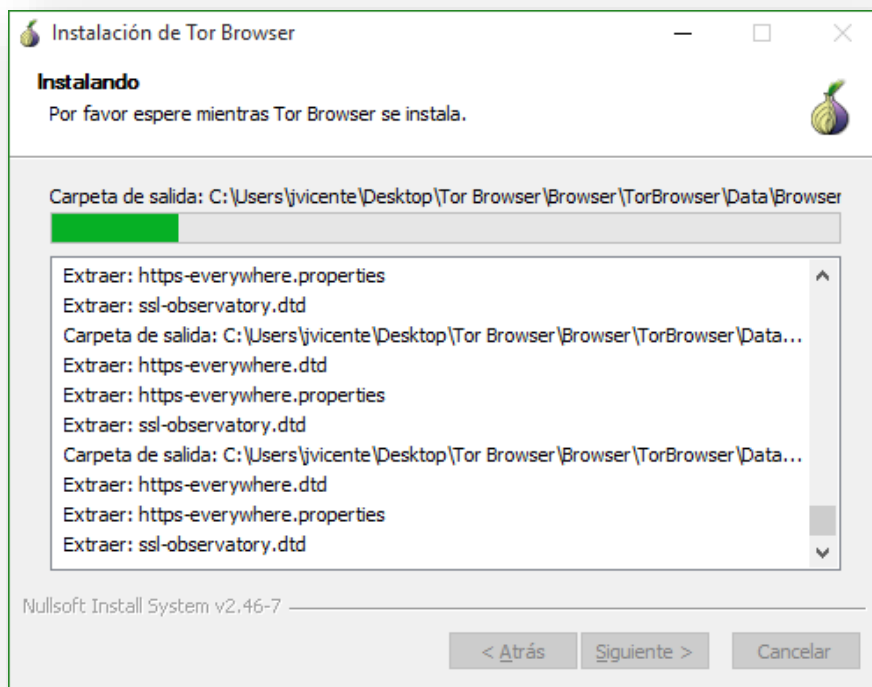 Instalación de Tor Browser
Instalando
Por favor espere mientras Tor Browser se instala.
Carpeta de salida: C:\Users\jvicente\Desktop\Tor Browser\Browser\TorBrowser\Data\Browser
Extraer: https-everywhere.properties
Extraer: ssl-observatory.dtd
Carpeta de salida: C:\Users\jvicente\Desktop\Tor Browser\Browser\TorBrowser\Data...
Extraer: https-everywhere.dtd
Extraer: https-everywhere.properties
Extraer: ssl-observatory.dtd
Carpeta de salida: C:\Users\jvicente\Desktop\Tor Browser\Browser\TorBrowser\Data...
Extraer: https-everywhere.dtd
Extraer: https-everywhere.properties
Extraer: ssl-observatory.dtd
Nullsoft Install System v2.46-7
< Atrás Siguiente > Cancelar